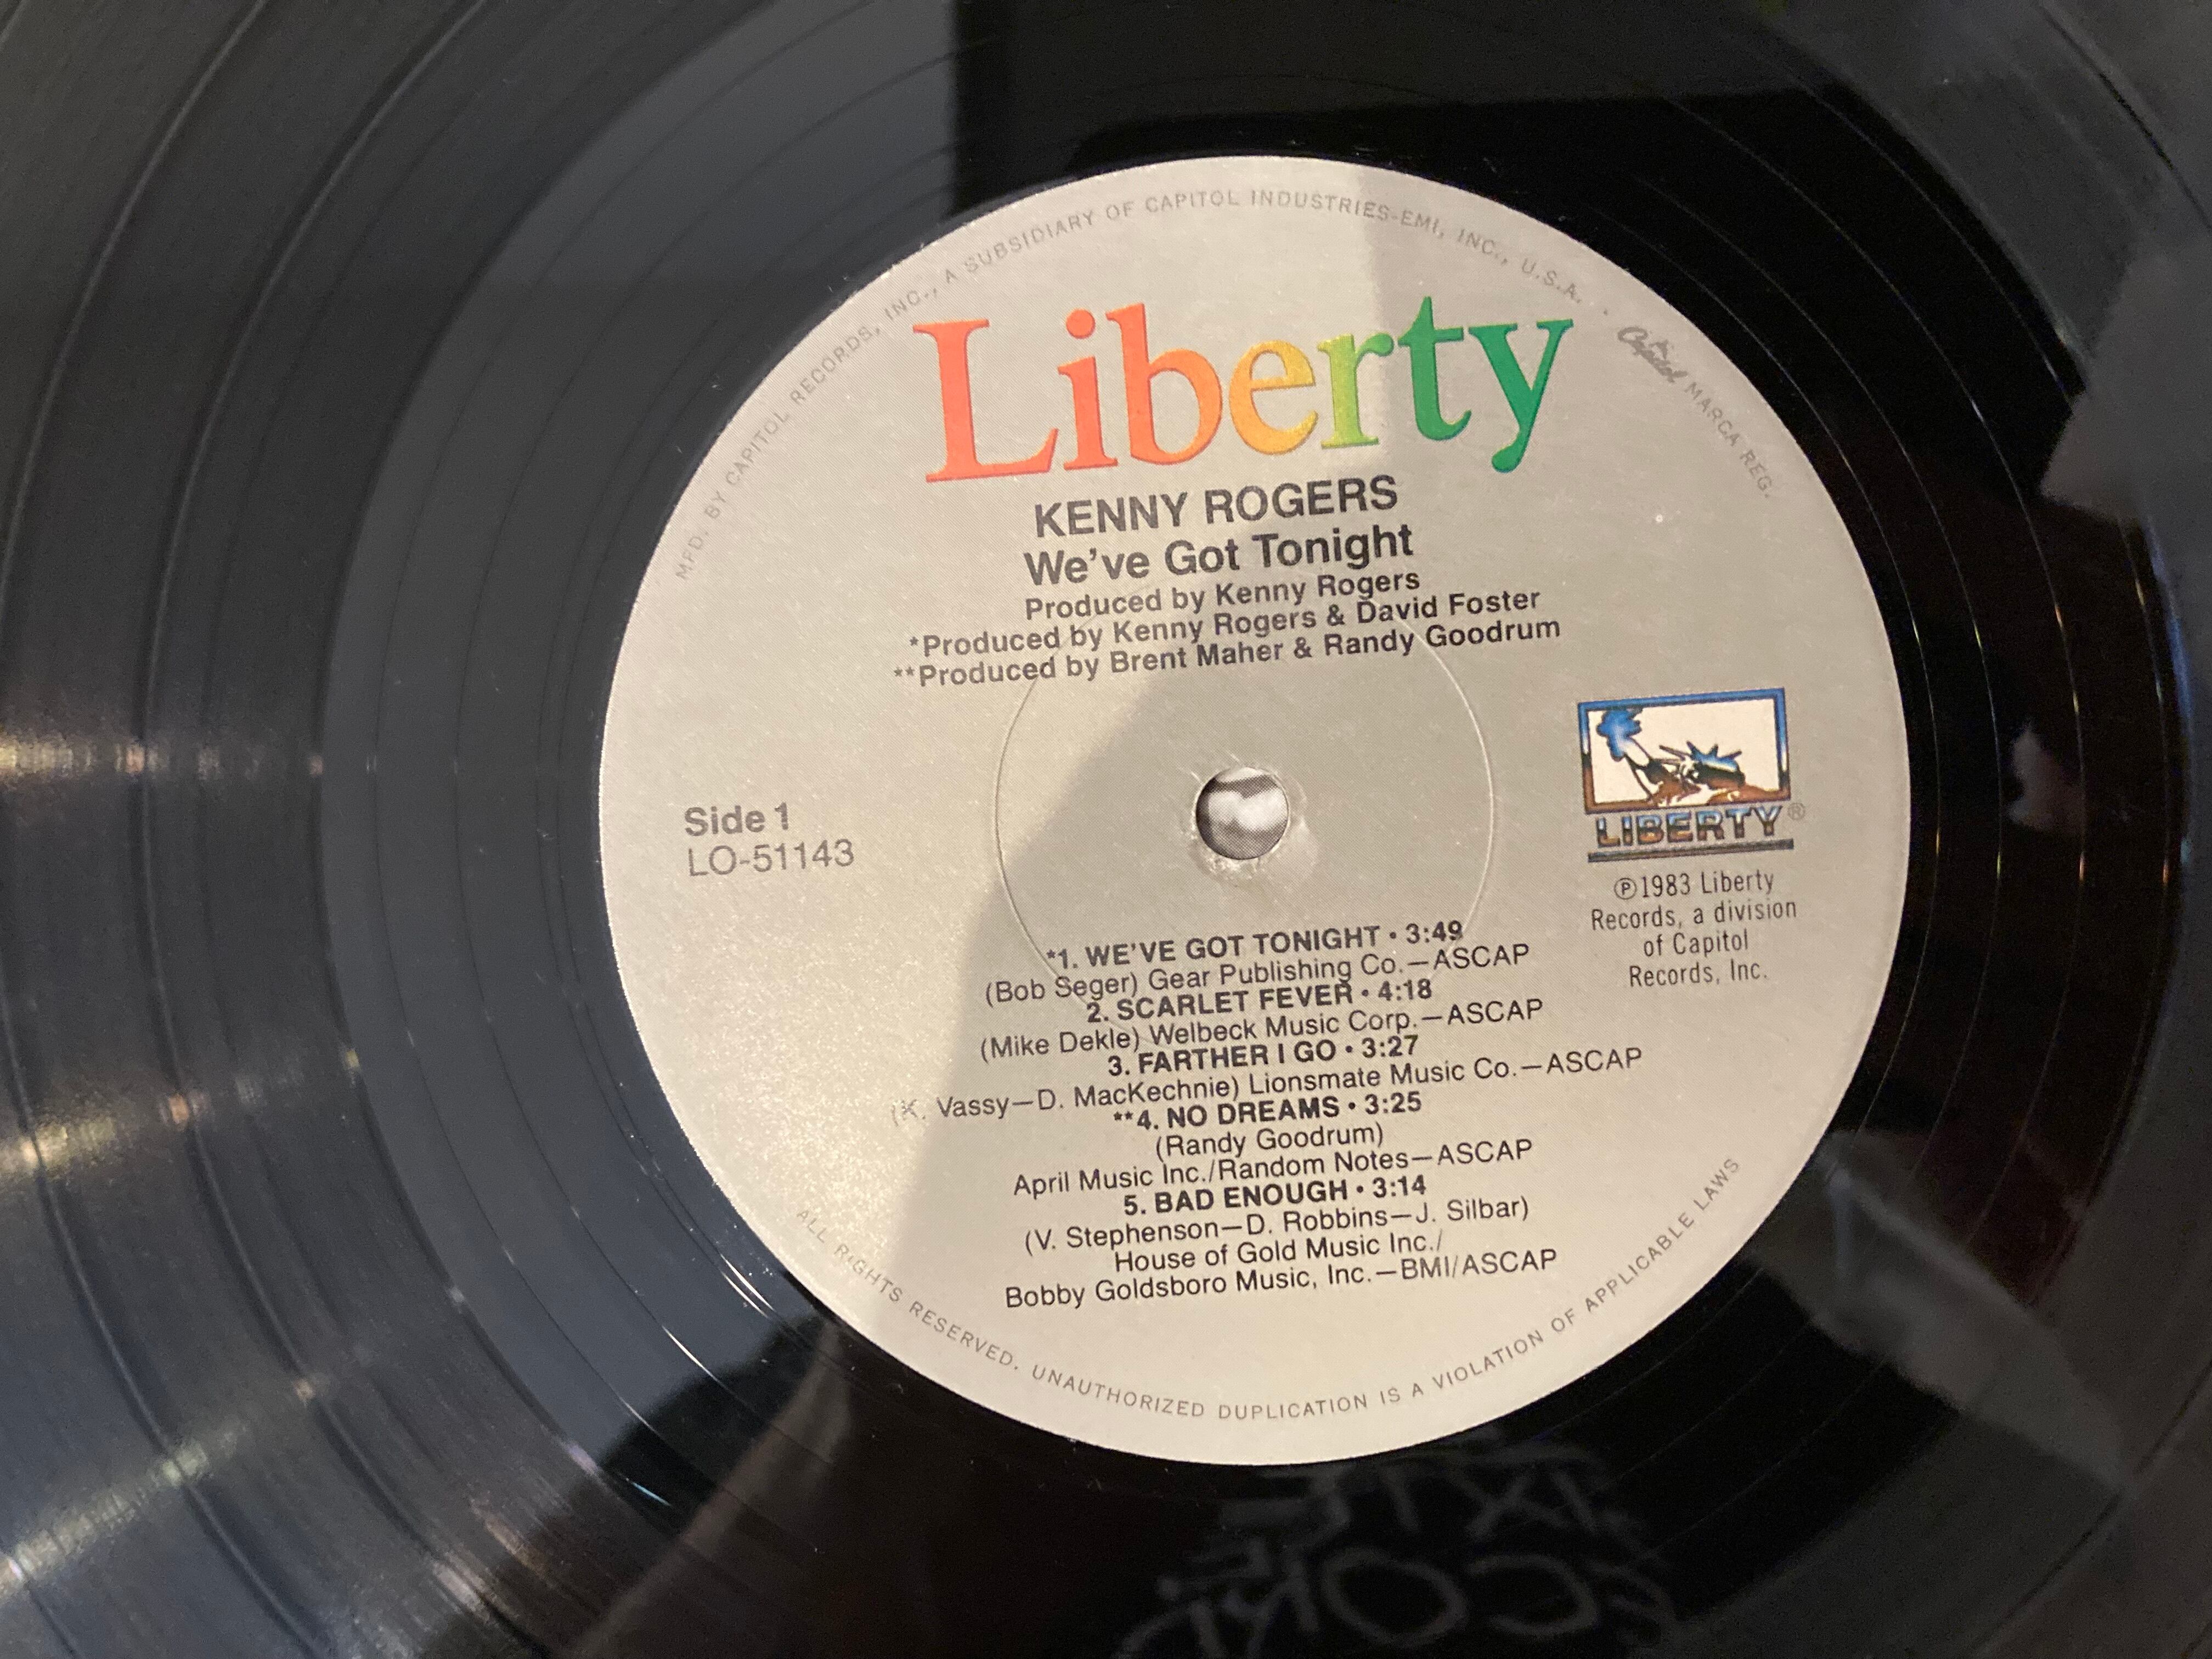 MFD. BY CAPITOL RECORDS, INC., A SUBSIDIARY OF CAPITOL INDUSTRIES-EMI, INC., U.S.A. . Capitol MARCA REG.
Liberty
KENNY ROGERS
We've Got Tonight
Produced by Kenny Rogers
*Produced by Kenny Rogers & David Foster
**Produced by Brent Maher & Randy Goodrum
Side 1
LO-51143
LIBERTY®
℗1983 Liberty
Records, a division
of Capitol
Records, Inc.
*1. WE'VE GOT TONIGHT • 3:49
(Bob Seger) Gear Publishing Co.—ASCAP
2. SCARLET FEVER • 4:18
(Mike Dekle) Welbeck Music Corp.—ASCAP
3. FARTHER I GO • 3:27
(K. Vassy—D. MacKechnie) Lionsmate Music Co.—ASCAP
**4. NO DREAMS • 3:25
(Randy Goodrum)
April Music Inc./Random Notes—ASCAP
5. BAD ENOUGH • 3:14
(V. Stephenson—D. Robbins—J. Silbar)
House of Gold Music Inc./
Bobby Goldsboro Music, Inc.—BMI/ASCAP
ALL RIGHTS RESERVED. UNAUTHORIZED DUPLICATION IS A VIOLATION OF APPLICABLE LAWS